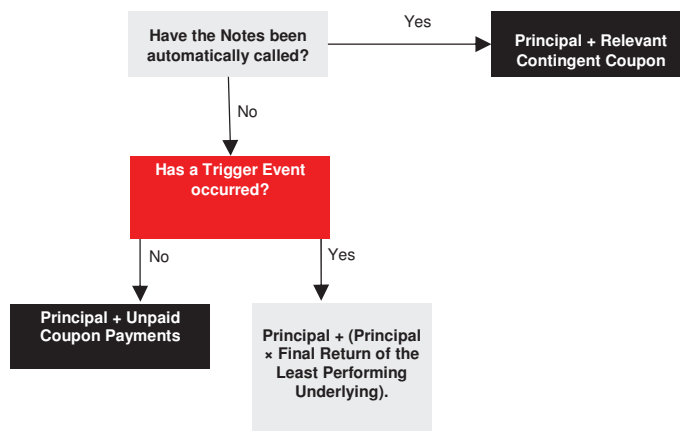 Have the Notes been
automatically called?
Yes
Principal + Relevant
Contingent Coupon
No
Has a Trigger Event
occurred?
No
Yes
Principal + Unpaid
Coupon Payments
Principal + (Principal
× Final Return of the
Least Performing
Underlying).